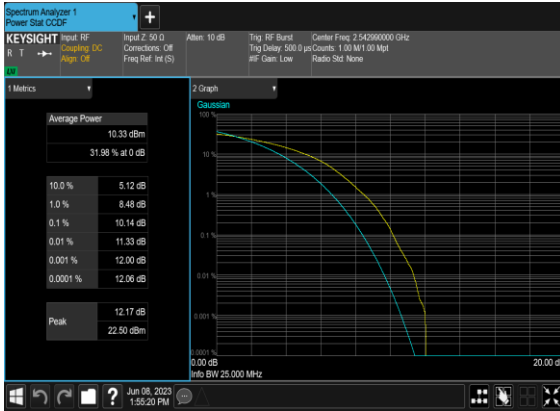 Spectrum Analyzer 1
Power Stat CCDF
+
KEYSIGHT
R T
Input: RF
Coupling: DC
Align: Off
Input Z: 50 Ω
Corrections: Off
Freq Ref: Int (S)
Atten: 10 dB
Trig: RF Burst
Trig Delay: 500.0 µs
#IF Gain: Low
Center Freq: 2.542990000 GHz
Counts: 1.00 M/1.00 Mpt
Radio Std: None
1 Metrics
Average Power
10.33 dBm
31.98 % at 0 dB
10.0 % 5.12 dB
1.0 % 8.48 dB
0.1 % 10.14 dB
0.01 % 11.33 dB
0.001 % 12.00 dB
0.0001 % 12.06 dB
Peak
12.17 dB
22.50 dBm
2 Graph
Gaussian
100 %
10 %
1 %
0.1 %
0.01 %
0.001 %
0.0001 %
0.00 dB
20.00 d
Info BW 25.000 MHz
?
Jun 08, 2023
1:55:20 PM